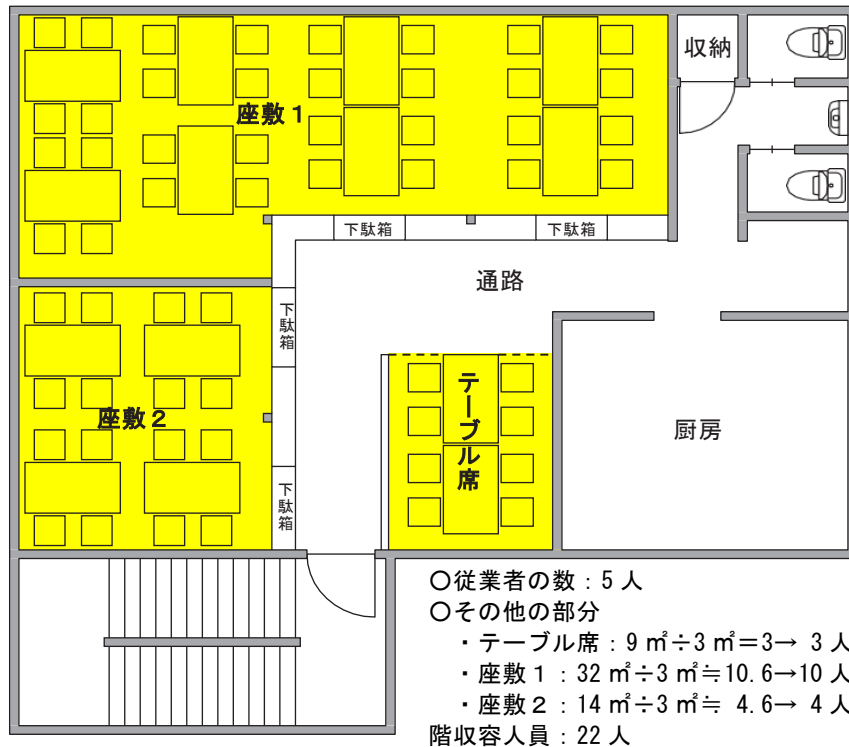 収納
座敷１
下駄箱
下駄箱
通路
下駄箱
テーブル席
座敷２
厨房
下駄箱
○従業者の数：5 人
○その他の部分
・テーブル席：9 ㎡÷3 ㎡＝3→ 3 人
・座敷１：32 ㎡÷3 ㎡≒10.6→10 人
・座敷２：14 ㎡÷3 ㎡≒ 4.6→ 4 人
階収容人員：22 人